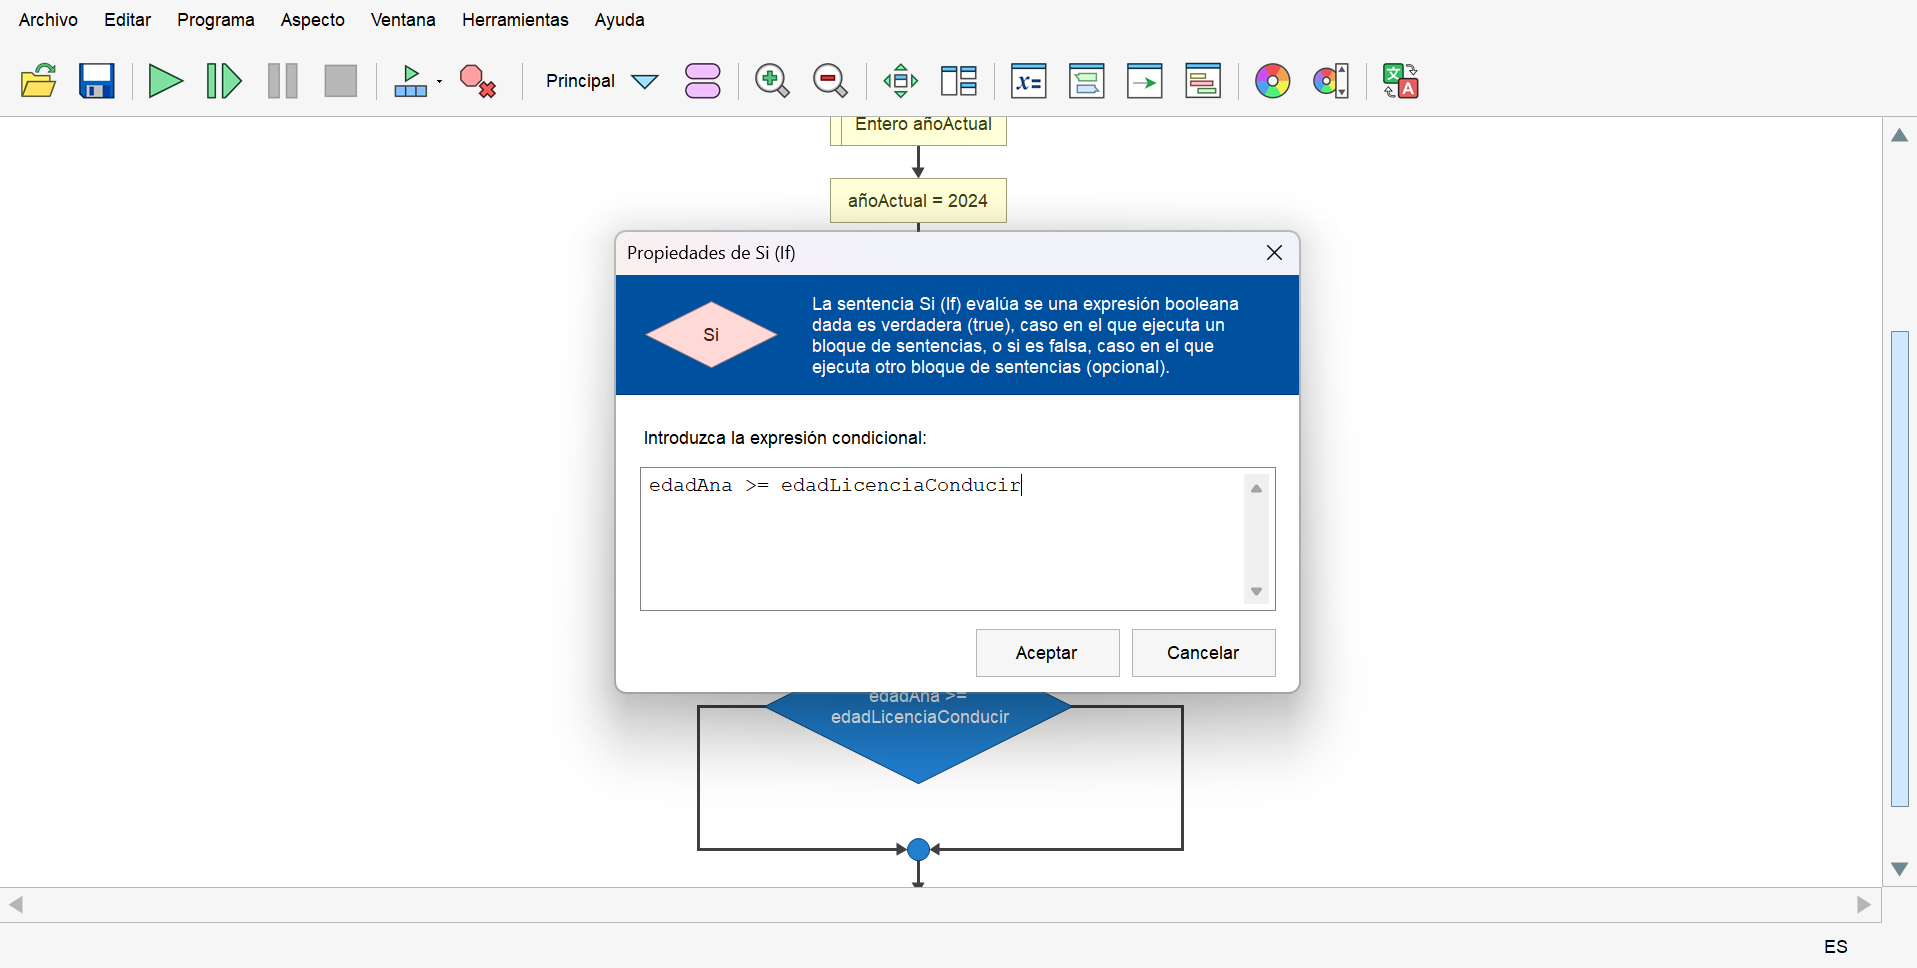 Archivo Editar Programa Aspecto Ventana Herramientas Ayuda
Principal
x=
文
A
Entero añoActual
añoActual = 2024
Propiedades de Si (If)
Si
La sentencia Si (If) evalúa se una expresión booleana
dada es verdadera (true), caso en el que ejecuta un
bloque de sentencias, o si es falsa, caso en el que
ejecuta otro bloque de sentencias (opcional).
Introduzca la expresión condicional:
edadAna >= edadLicenciaConducir
Aceptar Cancelar
edadAna >=
edadLicenciaConducir
ES